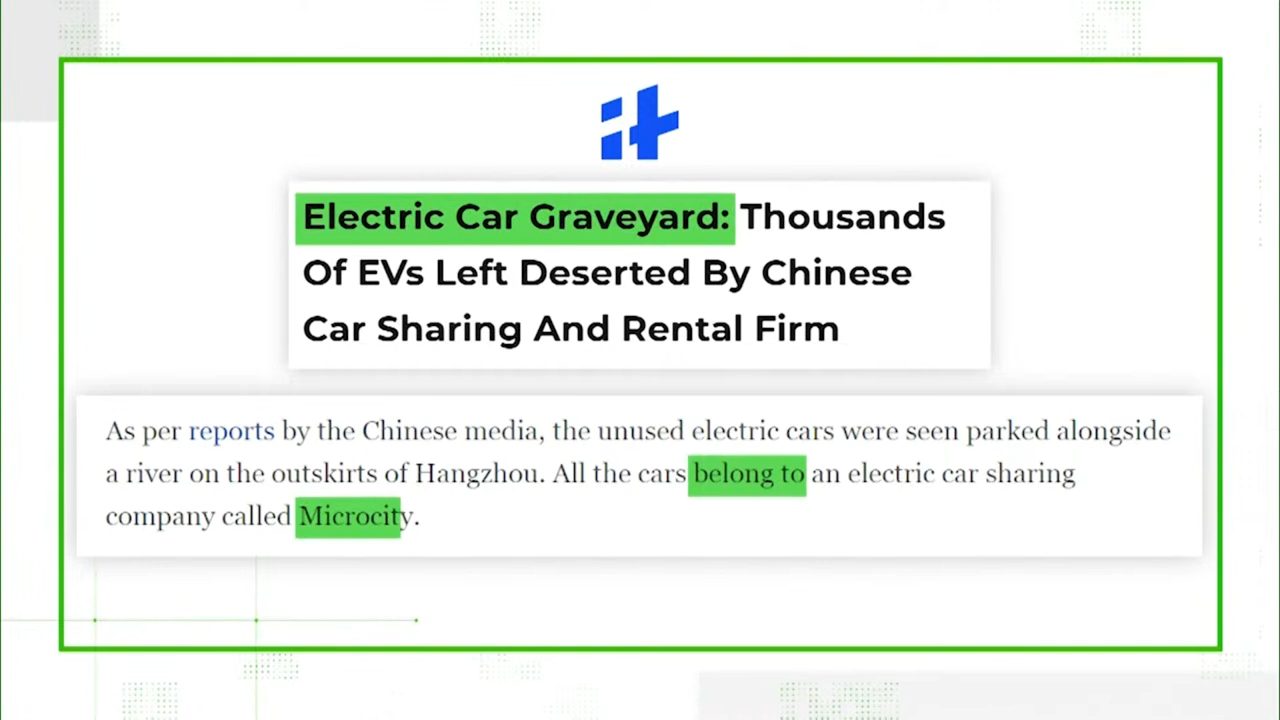 Electric Car Graveyard: Thousands
Of EVs Left Deserted By Chinese
Car Sharing And Rental Firm
As per reports by the Chinese media, the unused electric cars were seen parked alongside
a river on the outskirts of Hangzhou. All the cars belong to an electric car sharing
company called Microcity.